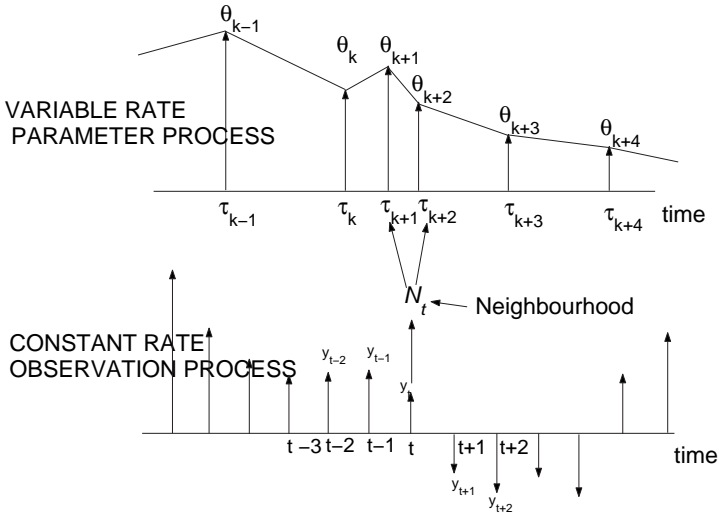 θk−1
θk θk+1
θk+2
θk+3
θk+4
VARIABLE RATE
PARAMETER PROCESS
τk−1 τk τk+1 τk+2 τk+3 τk+4 time
Nt Neighbourhood
CONSTANT RATE
OBSERVATION PROCESS
yt−2 yt−1
yt
t−3 t−2 t−1 t t+1 t+2 time
yt+1 yt+2